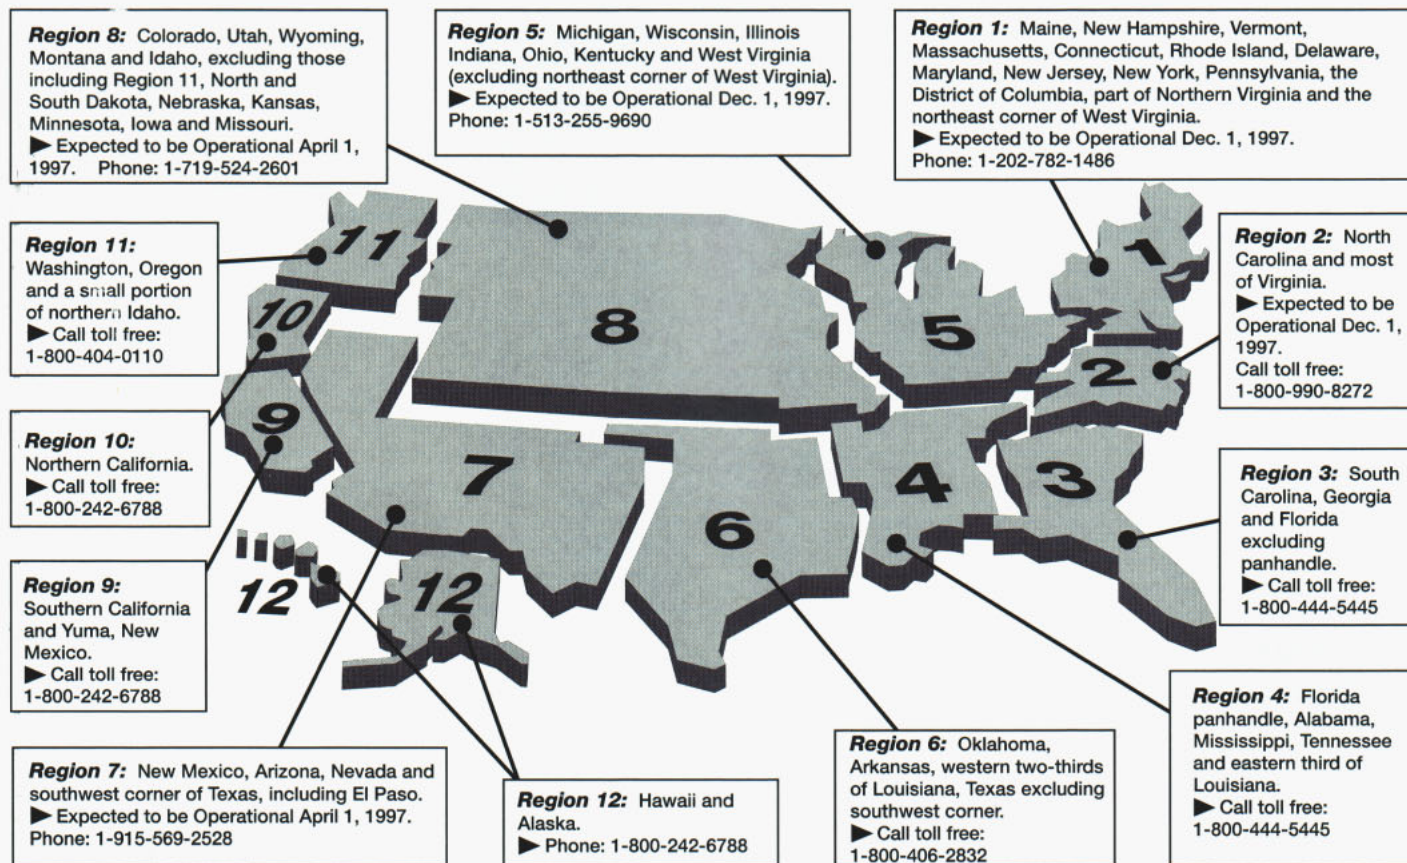 Region 8: Colorado, Utah, Wyoming,
Montana and Idaho, excluding those
including Region 11, North and
South Dakota, Nebraska, Kansas,
Minnesota, Iowa and Missouri.
▶ Expected to be Operational April 1,
1997. Phone: 1-719-524-2601
Region 5: Michigan, Wisconsin, Illinois
Indiana, Ohio, Kentucky and West Virginia
(excluding northeast corner of West Virginia).
▶ Expected to be Operational Dec. 1, 1997.
Phone: 1-513-255-9690
Region 1: Maine, New Hampshire, Vermont,
Massachusetts, Connecticut, Rhode Island, Delaware,
Maryland, New Jersey, New York, Pennsylvania, the
District of Columbia, part of Northern Virginia and the
northeast corner of West Virginia.
▶ Expected to be Operational Dec. 1, 1997.
Phone: 1-202-782-1486
Region 11:
Washington, Oregon
and a small portion
of northern Idaho.
▶ Call toll free:
1-800-404-0110
Region 2: North
Carolina and most
of Virginia.
▶ Expected to be
Operational Dec. 1,
1997.
Call toll free:
1-800-990-8272
Region 10:
Northern California.
▶ Call toll free:
1-800-242-6788
Region 3: South
Carolina, Georgia
and Florida
excluding
panhandle.
▶ Call toll free:
1-800-444-5445
Region 9:
Southern California
and Yuma, New
Mexico.
▶ Call toll free:
1-800-242-6788
Region 4: Florida
panhandle, Alabama,
Mississippi, Tennessee
and eastern third of
Louisiana.
▶ Call toll free:
1-800-444-5445
Region 7: New Mexico, Arizona, Nevada and
southwest corner of Texas, including El Paso.
▶ Expected to be Operational April 1, 1997.
Phone: 1-915-569-2528
Region 12: Hawaii and
Alaska.
▶ Phone: 1-800-242-6788
Region 6: Oklahoma,
Arkansas, western two-thirds
of Louisiana, Texas excluding
southwest corner.
▶ Call toll free:
1-800-406-2832
11
1
10
8
5
2
9
7
4
3
6
12
12